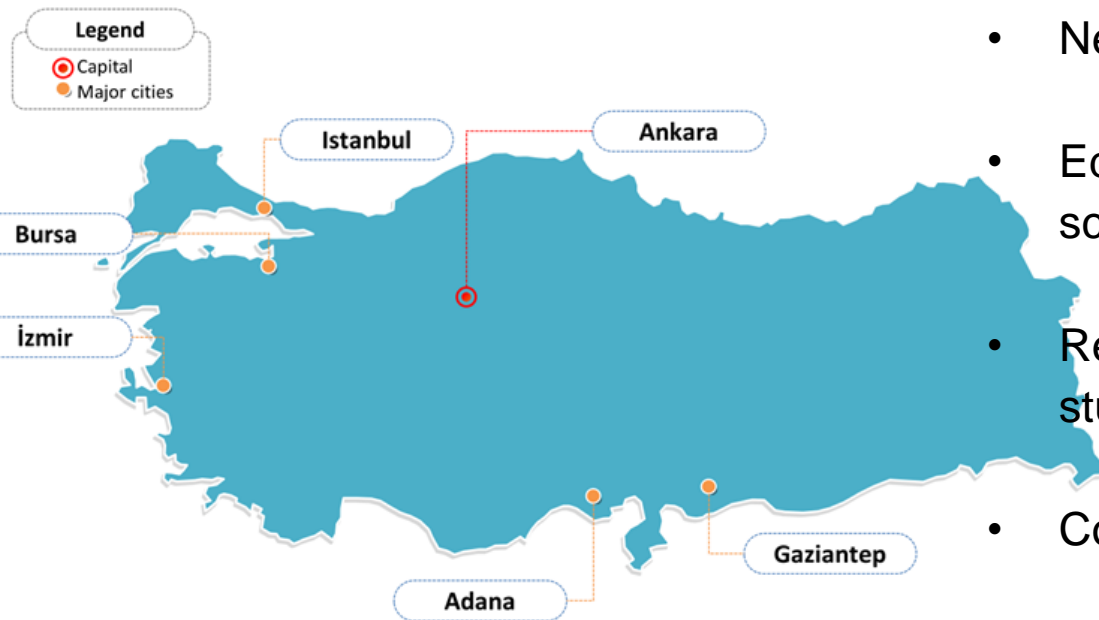 Legend
Capital
Major cities
Istanbul
Ankara
Bursa
İzmir
Adana
Gaziantep
•
•
•
•